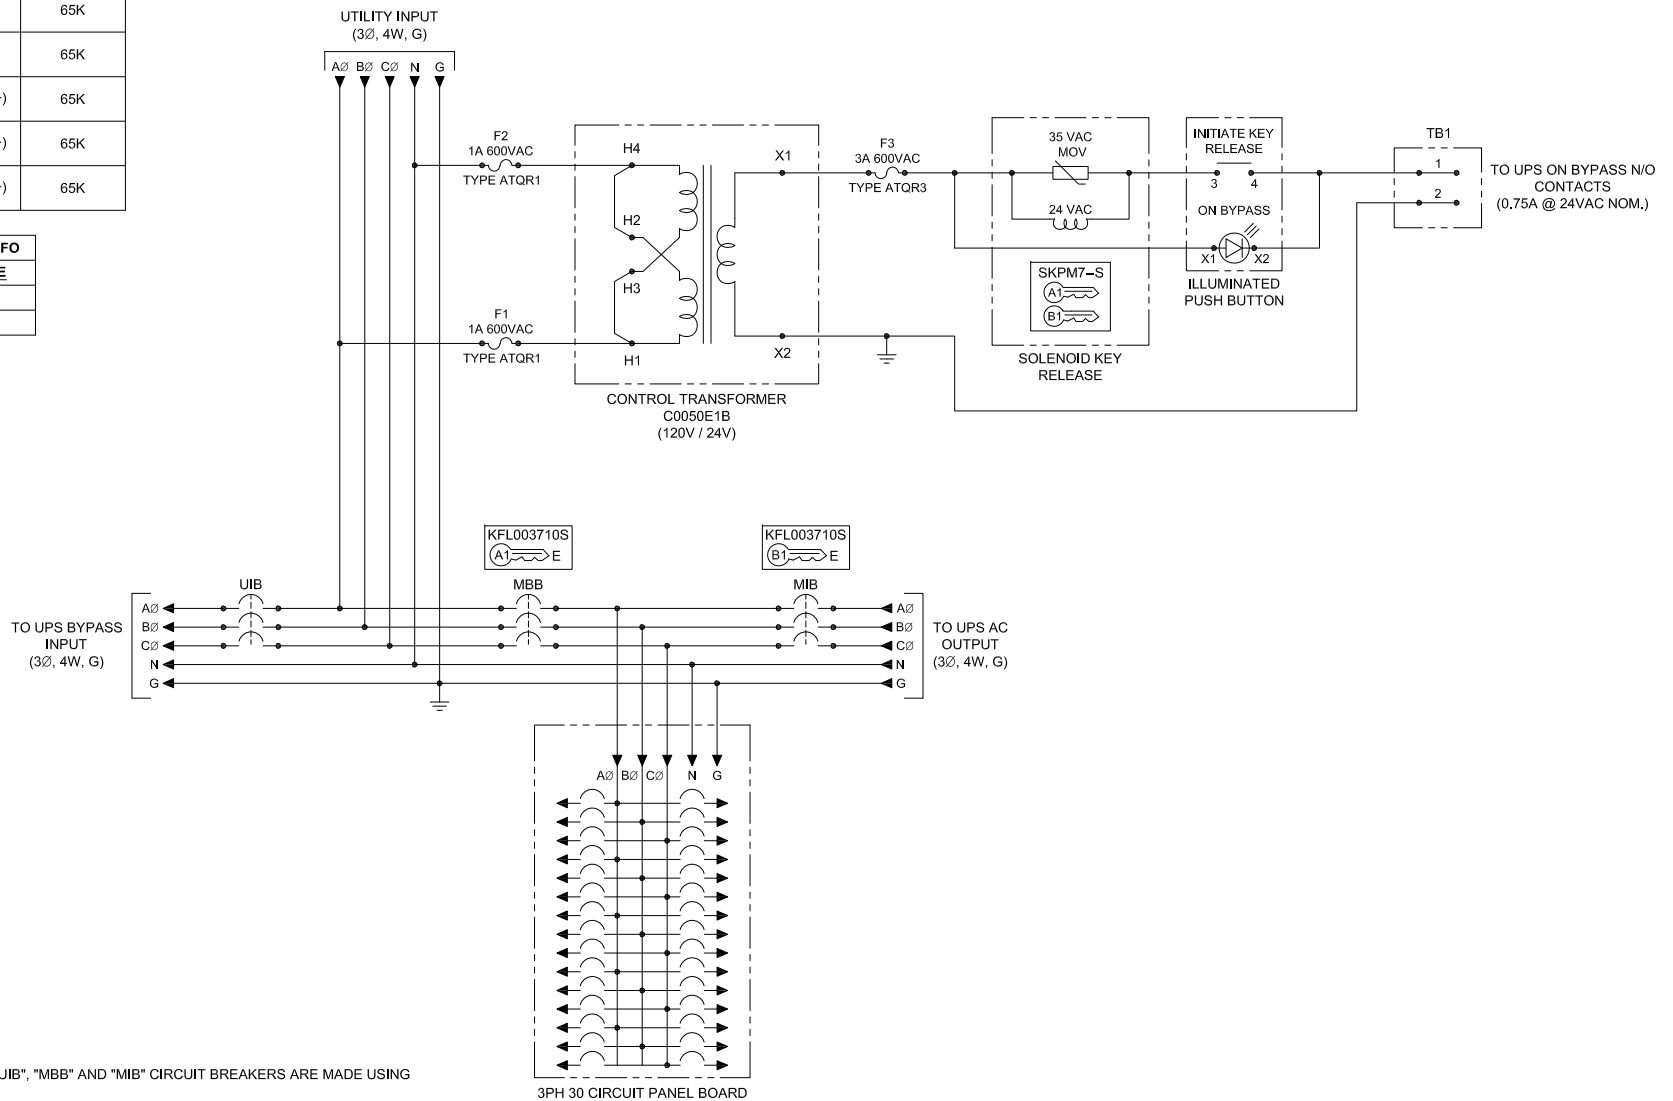 65K
65K
) 65K
) 65K
) 65K
FO
E
UTILITY INPUT
(3Ø, 4W, G)
AØ BØ CØ N G
F2
1A 600VAC
TYPE ATQR1
F1
1A 600VAC
TYPE ATQR1
H4
H2
H3
H1
X1
X2
CONTROL TRANSFORMER
C0050E1B
(120V / 24V)
F3
3A 600VAC
TYPE ATQR3
35 VAC
MOV
24 VAC
SKPM7-S
A1
B1
SOLENOID KEY
RELEASE
INITIATE KEY
RELEASE
3 4
ON BYPASS
X1 X2
ILLUMINATED
PUSH BUTTON
TB1
1
2
TO UPS ON BYPASS N/O
CONTACTS
(0.75A @ 24VAC NOM.)
KFL003710S
A1 E
KFL003710S
B1 E
UIB
MBB
MIB
TO UPS BYPASS
INPUT
(3Ø, 4W, G)
AØ
BØ
CØ
N
G
AØ
BØ
CØ
N
G
TO UPS AC
OUTPUT
(3Ø, 4W, G)
AØ BØ CØ N G
3PH 30 CIRCUIT PANEL BOARD
UIB", "MBB" AND "MIB" CIRCUIT BREAKERS ARE MADE USING